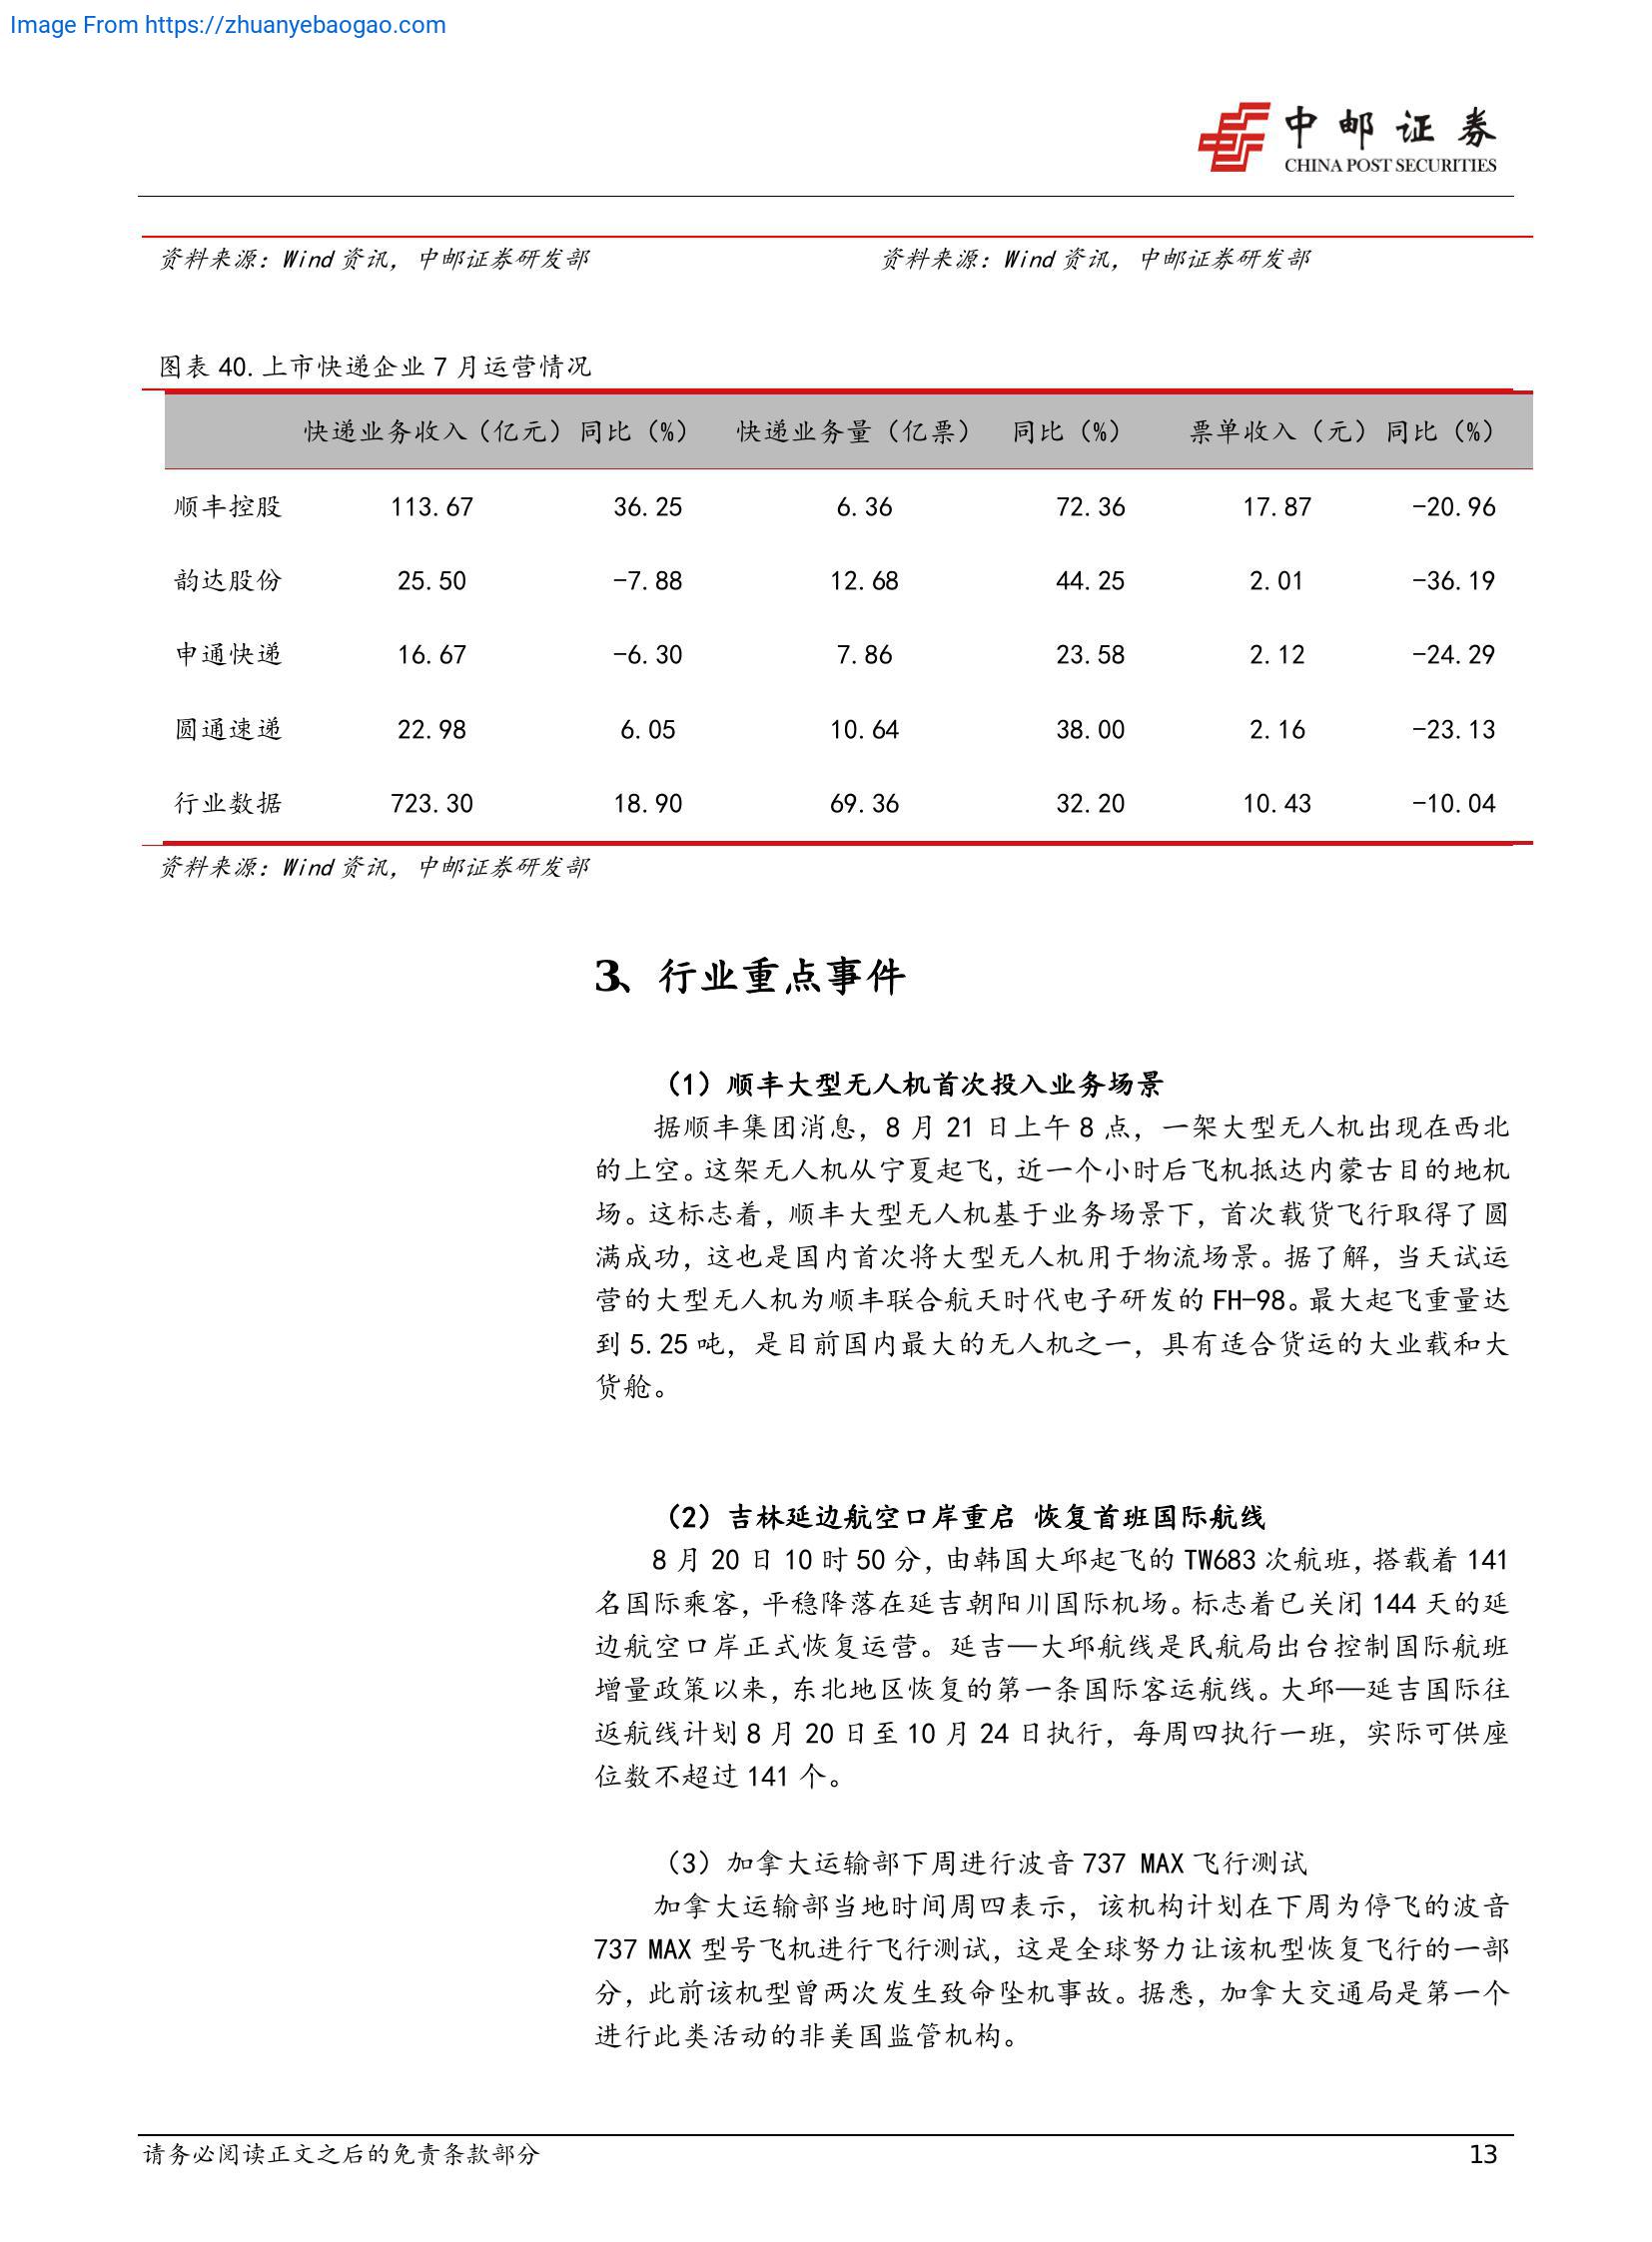 Image From https://zhuanyebaogao.com
中邮证券
CHINA POST SECURITIES
资料来源：Wind 资讯，中邮证券研发部 资料来源：Wind 资讯，中邮证券研发部
图表 40.上市快递企业 7 月运营情况
快递业务收入（亿元） 同比（%） 快递业务量（亿票） 同比（%） 票单收入（元） 同比（%）
顺丰控股 113.67 36.25 6.36 72.36 17.87 -20.96
韵达股份 25.50 -7.88 12.68 44.25 2.01 -36.19
申通快递 16.67 -6.30 7.86 23.58 2.12 -24.29
圆通速递 22.98 6.05 10.64 38.00 2.16 -23.13
行业数据 723.30 18.90 69.36 32.20 10.43 -10.04
资料来源：Wind 资讯，中邮证券研发部
3、行业重点事件
（1）顺丰大型无人机首次投入业务场景
据顺丰集团消息，8 月 21 日上午 8 点，一架大型无人机出现在西北
的上空。这架无人机从宁夏起飞，近一个小时后飞机抵达内蒙古目的地机
场。这标志着，顺丰大型无人机基于业务场景下，首次载货飞行取得了圆
满成功，这也是国内首次将大型无人机用于物流场景。据了解，当天试运
营的大型无人机为顺丰联合航天时代电子研发的 FH-98。最大起飞重量达
到 5.25 吨，是目前国内最大的无人机之一，具有适合货运的大业载和大
货舱。
（2）吉林延边航空口岸重启 恢复首班国际航线
8 月 20 日 10 时 50 分，由韩国大邱起飞的 TW683 次航班，搭载着 141
名国际乘客，平稳降落在延吉朝阳川国际机场。标志着已关闭 144 天的延
边航空口岸正式恢复运营。延吉—大邱航线是民航局出台控制国际航班
增量政策以来，东北地区恢复的第一条国际客运航线。大邱—延吉国际往
返航线计划 8 月 20 日至 10 月 24 日执行，每周四执行一班，实际可供座
位数不超过 141 个。
（3）加拿大运输部下周进行波音 737 MAX 飞行测试
加拿大运输部当地时间周四表示，该机构计划在下周为停飞的波音
737 MAX 型号飞机进行飞行测试，这是全球努力让该机型恢复飞行的一部
分，此前该机型曾两次发生致命坠机事故。据悉，加拿大交通局是第一个
进行此类活动的非美国监管机构。
请务必阅读正文之后的免责条款部分 13